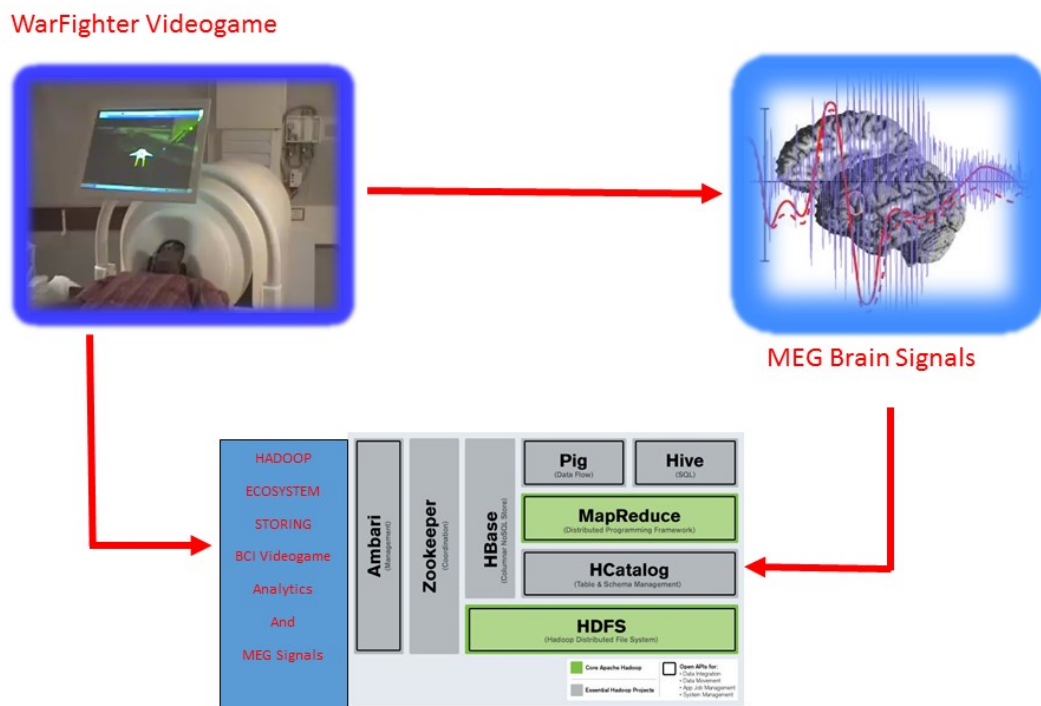 WarFighter Videogame
MEG Brain Signals
HADOOP
ECOSYSTEM
STORING
BCI Videogame
Analytics
And
MEG Signals
Ambari
(Management)
Zookeeper
(Coordination)
HBase
(Columnar NoSQL Store)
Pig
(Data Flow)
Hive
(SQL)
MapReduce
(Distributed Programming Framework)
HCatalog
(Table & Schema Management)
HDFS
(Hadoop Distributed File System)
Core Apache Hadoop
Essential Hadoop Projects
Open APIs for:
• Data Integration
• Data Movement
• App Job Management
• System Management